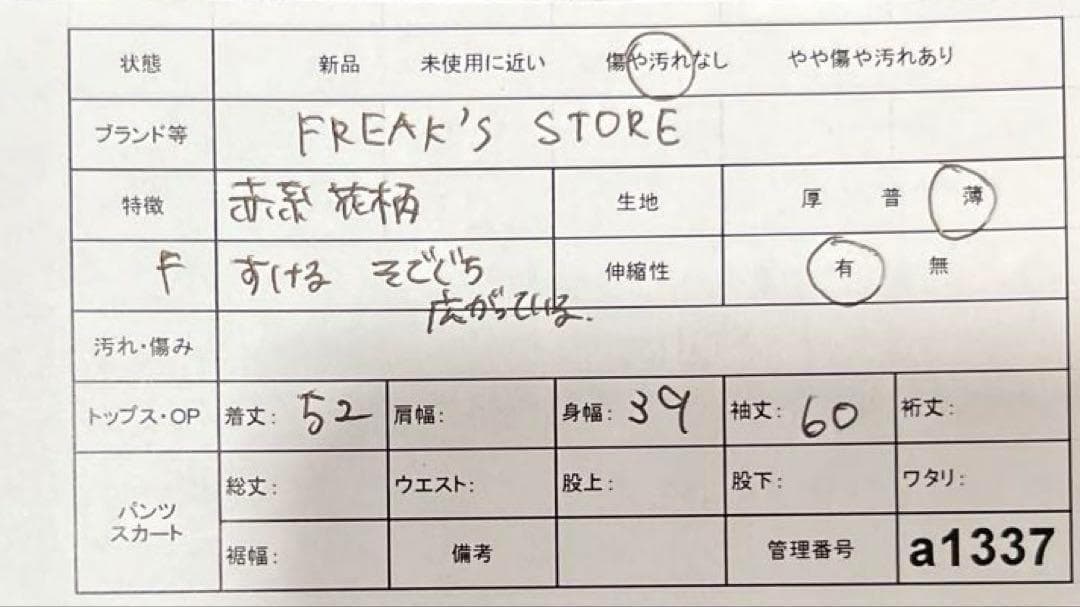 状態 新品 未使用に近い 傷や汚れなし やや傷や汚れあり
ブランド等 FREAK'S STORE
特徴 赤系 花柄 生地 厚 普 薄
F すける そでぐち 伸縮性 有 無
広がっている.
汚れ・傷み
トップス・OP 着丈: 52 肩幅: 身幅: 39 袖丈: 60 裄丈:
パンツ 総丈: ウエスト: 股上: 股下: ワタリ:
スカート
裾幅: 備考 管理番号 a1337